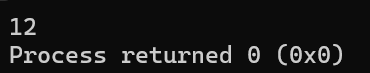 12
Process returned 0 (0x0)